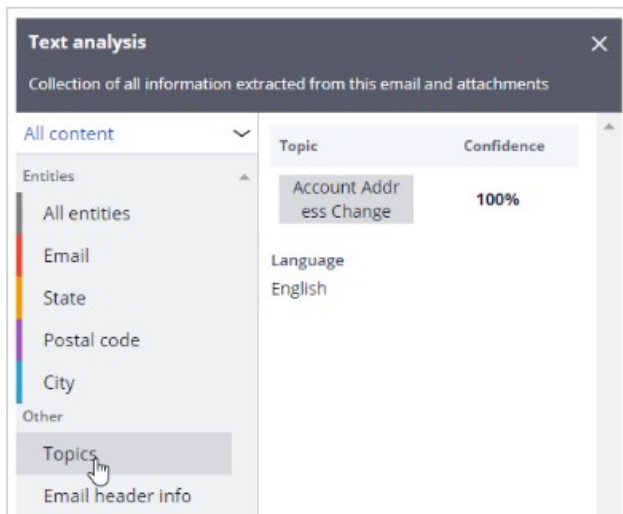 Text analysis
Collection of all information extracted from this email and attachments
All content
Entities
All entities
Email
State
Postal code
City
Other
Topics
Email header info
Topic Confidence
Account Addr
ess Change
100%
Language
English